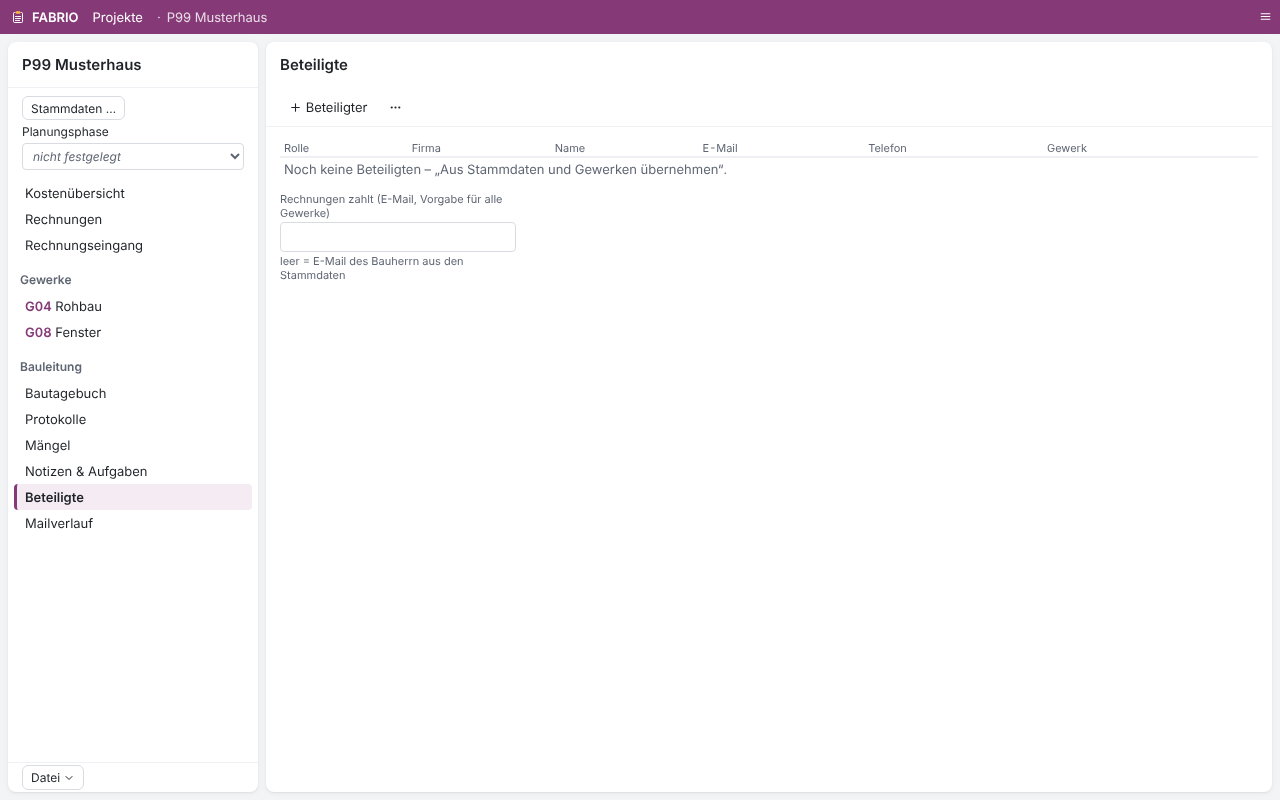 FABRIO Projekte · P99 Musterhaus
P99 Musterhaus
Stammdaten ...
Planungsphase
nicht festgelegt
Kostenübersicht
Rechnungen
Rechnungseingang
Gewerke
G04 Rohbau
G08 Fenster
Bauleitung
Bautagebuch
Protokolle
Mängel
Notizen & Aufgaben
Beteiligte
Mailverlauf
Datei
Beteiligte
+ Beteiligter ···
Rolle Firma Name E-Mail Telefon Gewerk
Noch keine Beteiligten – „Aus Stammdaten und Gewerken übernehmen“.
Rechnungen zahlt (E-Mail, Vorgabe für alle
Gewerke)
leer = E-Mail des Bauherrn aus den
Stammdaten